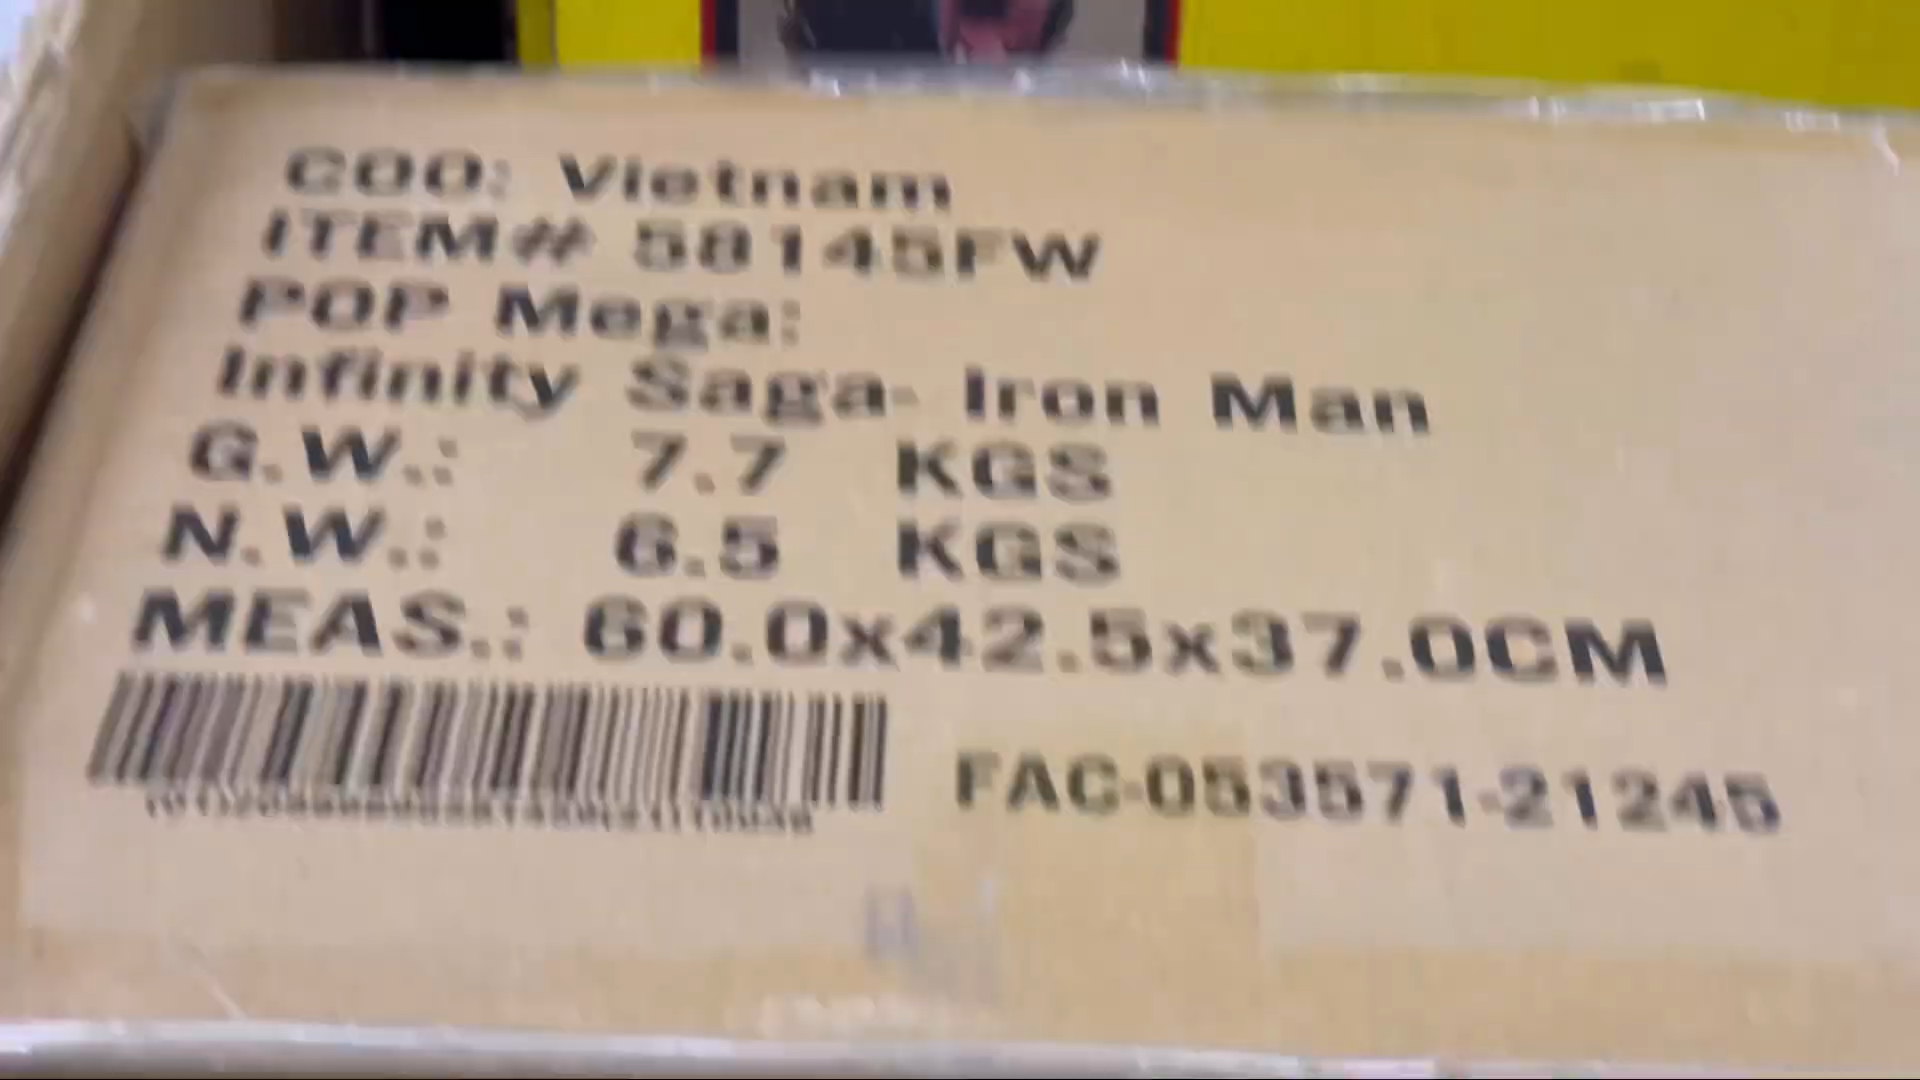 COO: Vietnam
ITEM# 58145FW
POP Mega:
Infinity Saga- Iron Man
G.W.: 7.7 KGS
N.W.: 6.5 KGS
MEAS.: 60.0x42.5x37.0CM
FAC-053571-21245